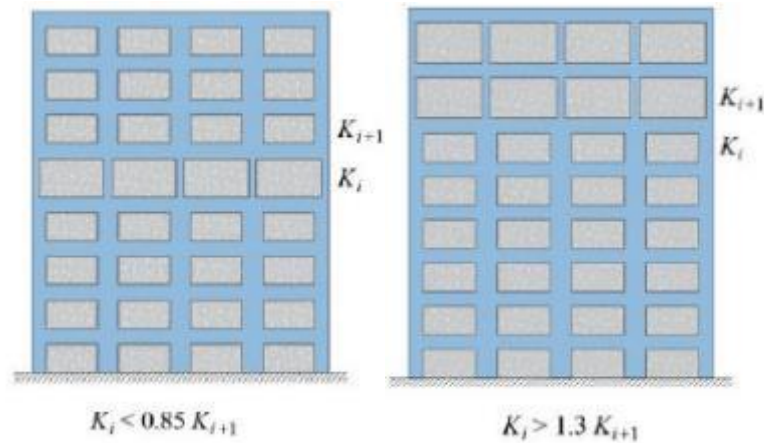 K_{i+1}
K_i
K_i < 0.85 K_{i+1}
K_{i+1}
K_i
K_i > 1.3 K_{i+1}